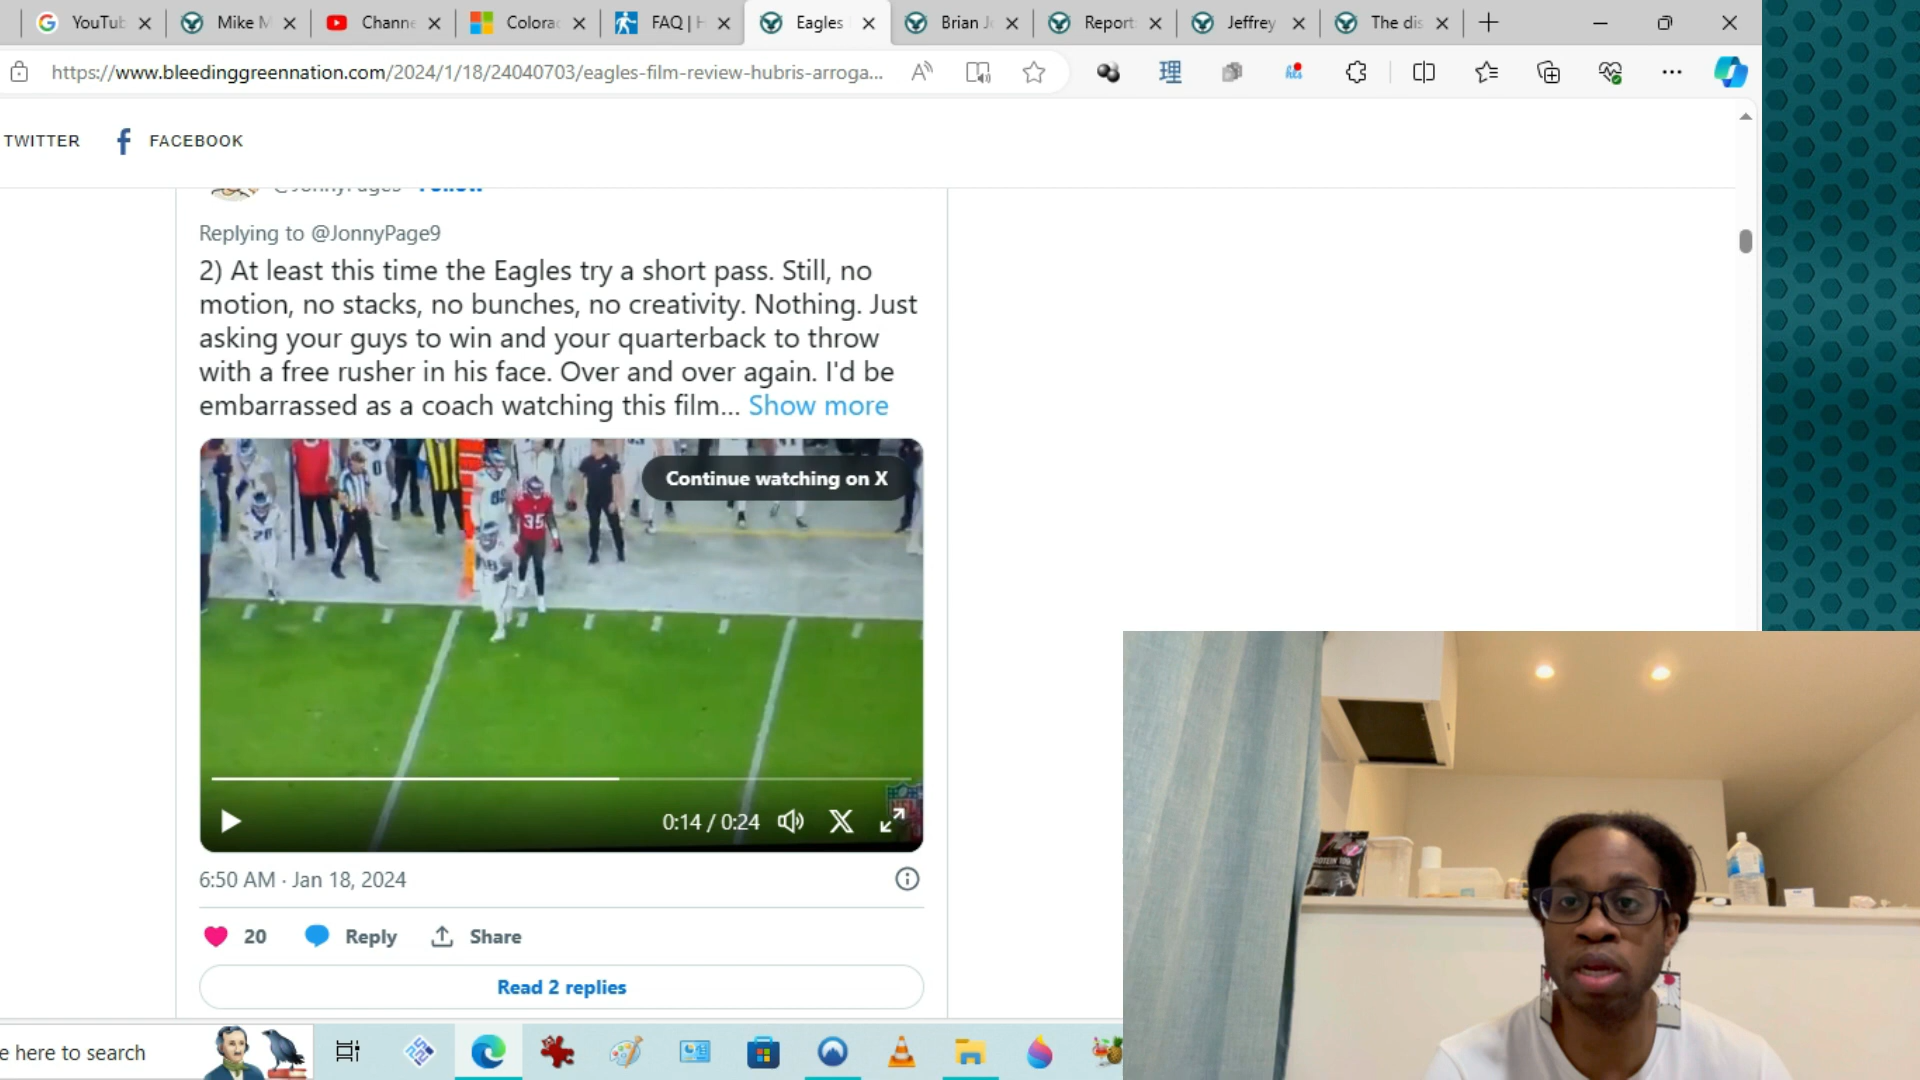 YouTub
Mike M
Channe
Colora
FAQ | H
Eagles
Brian Jo
Report:
Jeffrey
The dis
https://www.bleedinggreennation.com/2024/1/18/24040703/eagles-film-review-hubris-arroga...
TWITTER
FACEBOOK
Replying to @JonnyPage9
2) At least this time the Eagles try a short pass. Still, no
motion, no stacks, no bunches, no creativity. Nothing. Just
asking your guys to win and your quarterback to throw
with a free rusher in his face. Over and over again. I'd be
embarrassed as a coach watching this film... Show more
Continue watching on X
35
0:14 / 0:24
6:50 AM · Jan 18, 2024
20
Reply
Share
Read 2 replies
e here to search